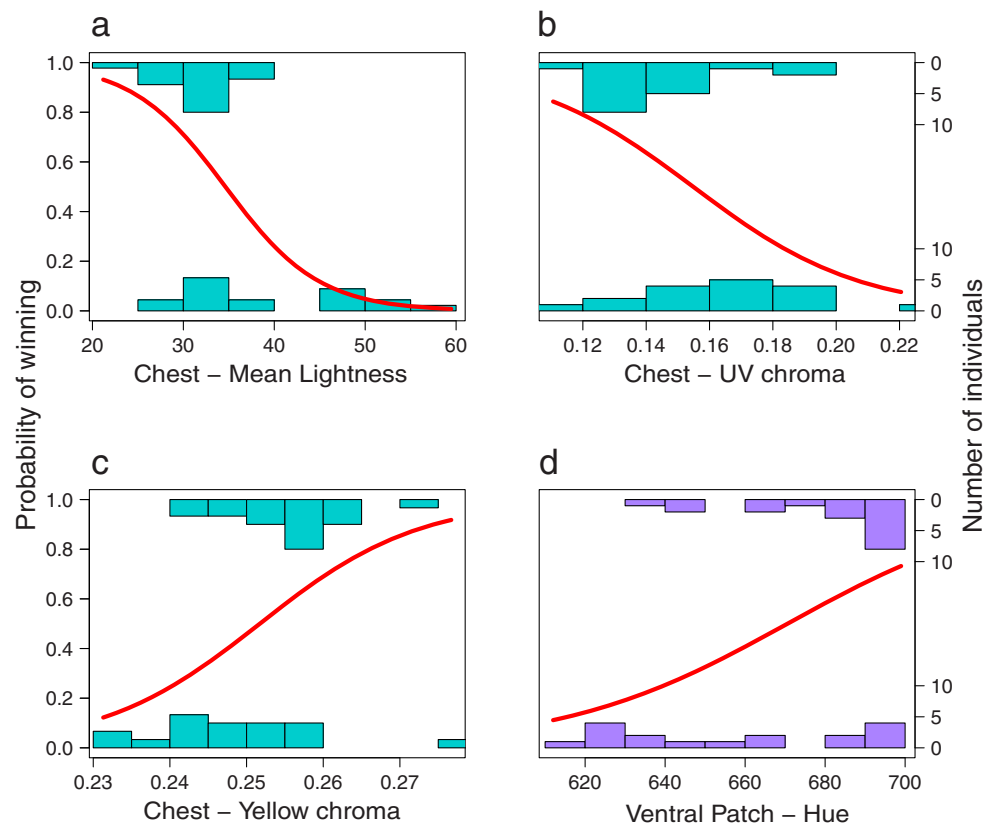 a
1.0
0.8
0.6
0.4
0.2
0.0
20 30 40 50 60
Chest – Mean Lightness
b
0
5
10
10
5
0
0.12 0.14 0.16 0.18 0.20 0.22
Chest – UV chroma
Probability of winning
Number of individuals
c
1.0
0.8
0.6
0.4
0.2
0.0
0.23 0.24 0.25 0.26 0.27
Chest – Yellow chroma
d
0
5
10
10
5
0
620 640 660 680 700
Ventral Patch – Hue